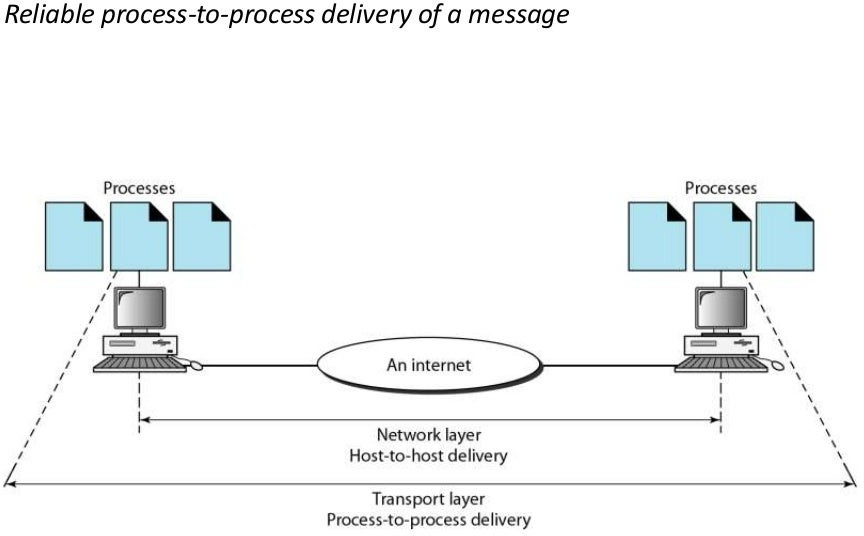 Reliable process-to-process delivery of a message
Processes
Processes
An internet
Network layer
Host-to-host delivery
Transport layer
Process-to-process delivery